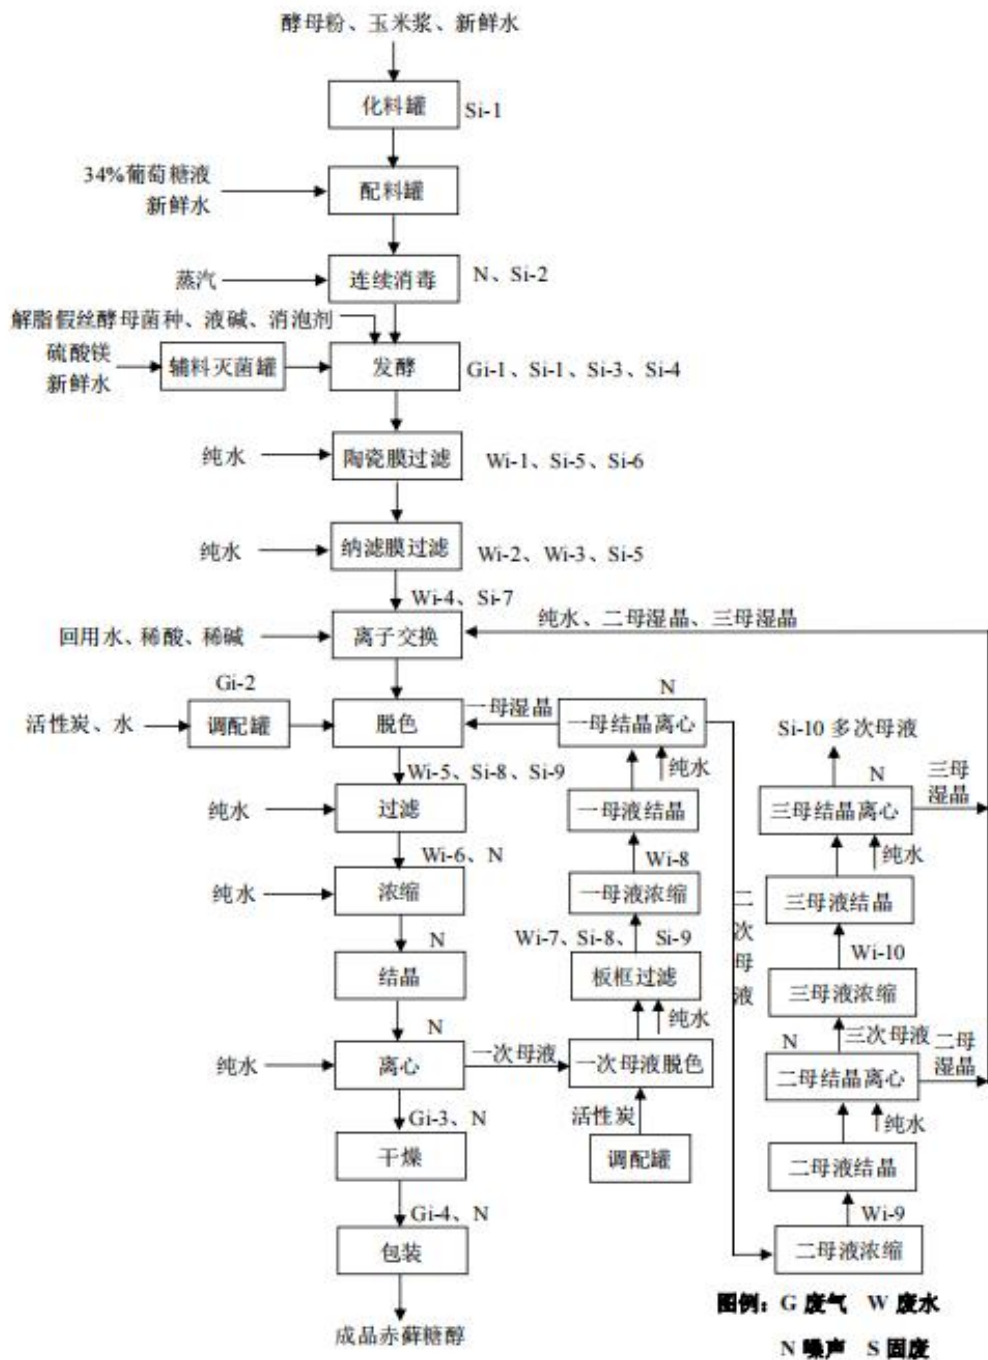 酵母粉、玉米浆、新鲜水
化料罐
Si-1
34%葡萄糖液
新鲜水
配料罐
蒸汽
连续消毒
N、Si-2
解脂假丝酵母菌种、液碱、消泡剂
硫酸镁
新鲜水
辅料灭菌罐
发酵
Gi-1、Si-1、Si-3、Si-4
纯水
陶瓷膜过滤
Wi-1、Si-5、Si-6
纯水
纳滤膜过滤
Wi-2、Wi-3、Si-5
Wi-4、Si-7
回用水、稀酸、稀碱
离子交换
纯水、二母湿晶、三母湿晶
Gi-2
活性炭、水
调配罐
脱色
一母湿晶
N
一母结晶离心
纯水
Wi-5、Si-8、Si-9
纯水
过滤
一母液结晶
Wi-6、N
Wi-8
纯水
浓缩
一母液浓缩
N
Wi-7、Si-8、
Si-9
结晶
板框过滤
纯水
N
纯水
离心
一次母液
一次母液脱色
活性炭
调配罐
Gi-3、N
干燥
Gi-4、N
包装
成品赤藓糖醇
二次母液
Si-10 多次母液
N
三母结晶离心
三母
湿晶
纯水
三母液结晶
Wi-10
三母液浓缩
三次母液
N
二母结晶离心
二母
湿晶
纯水
二母液结晶
Wi-9
二母液浓缩
图例：G 废气 W 废水
N 噪声 S 固废